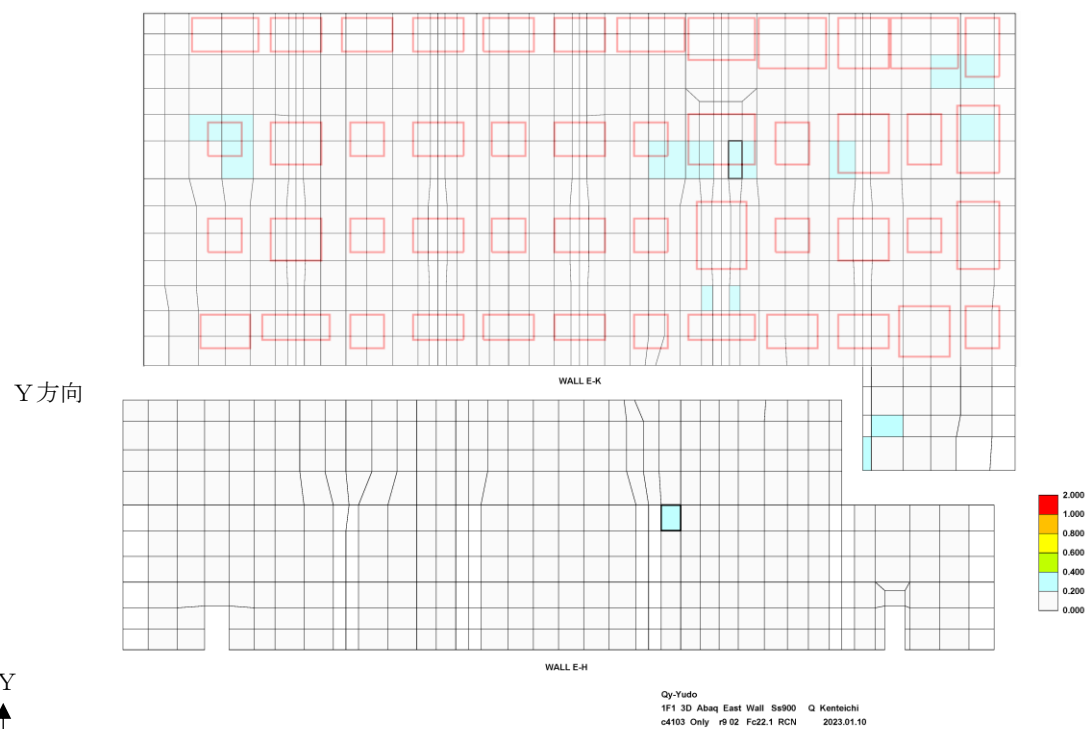 WALL E-K
Y方向
2.000
1.000
0.800
0.600
0.400
0.200
0.000
WALL E-H
Y
Qy-Yudo
1F1 3D Abaq East Wall Ss900 Q Kenteichi
c4103 Only r9 02 Fc22.1 RCN 2023.01.10